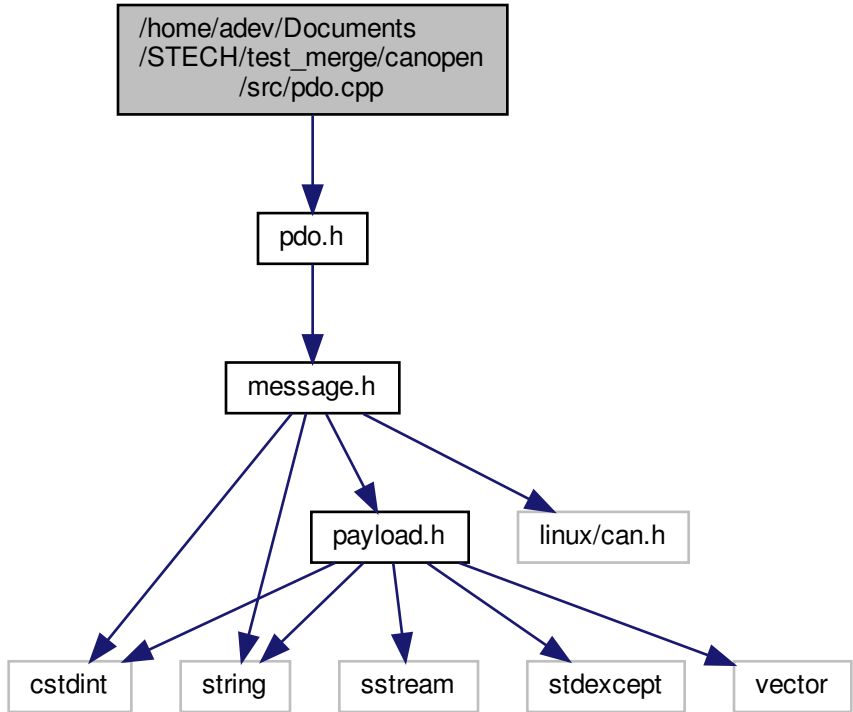 /home/adev/Documents
/STECH/test_merge/canopen
/src/pdo.cpp
pdo.h
message.h
payload.h
linux/can.h
cstdint
string
sstream
stdexcept
vector